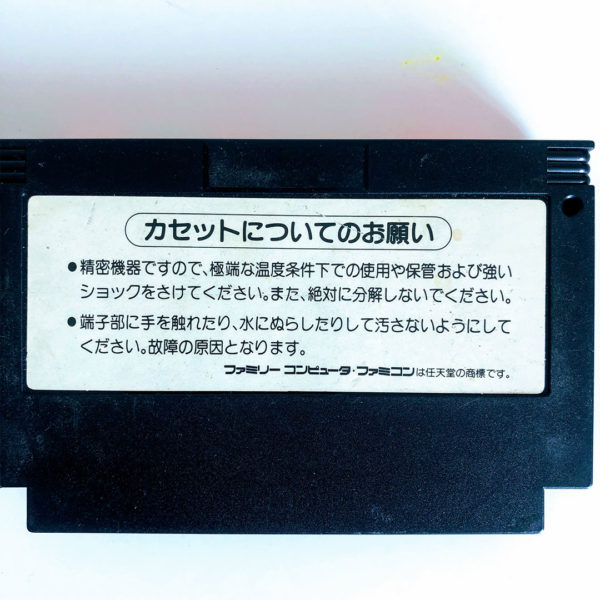 カセットについてのお願い
●精密機器ですので、極端な温度条件下での使用や保管および強い
ショックをさけてください。また、絶対に分解しないでください。
●端子部に手を触れたり、水にぬらしたりして汚さないようにして
ください。故障の原因となります。
ファミリー コンピュータ・ファミコンは任天堂の商標です。